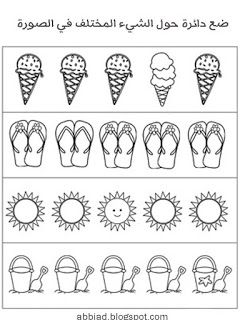 ضع دائرة حول الشيء المختلف في الصورة
abbiad.blogspot.com